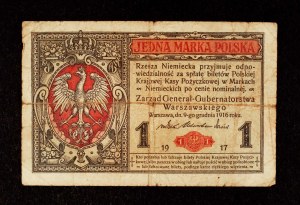 JEDNA MARKA POLSKA
Rzesza Niemiecka przyjmuje odpo-
wiedzialność za spłatę biletów Polskiej
Krajowej Kasy Pożyczkowej w Markach
Niemieckich po cenie nominalnej.
Zarząd General-Gubernatorstwa
Warszawskiego
Warszawa, dn. 9-go grudnia 1916 roku
1
1
19 17